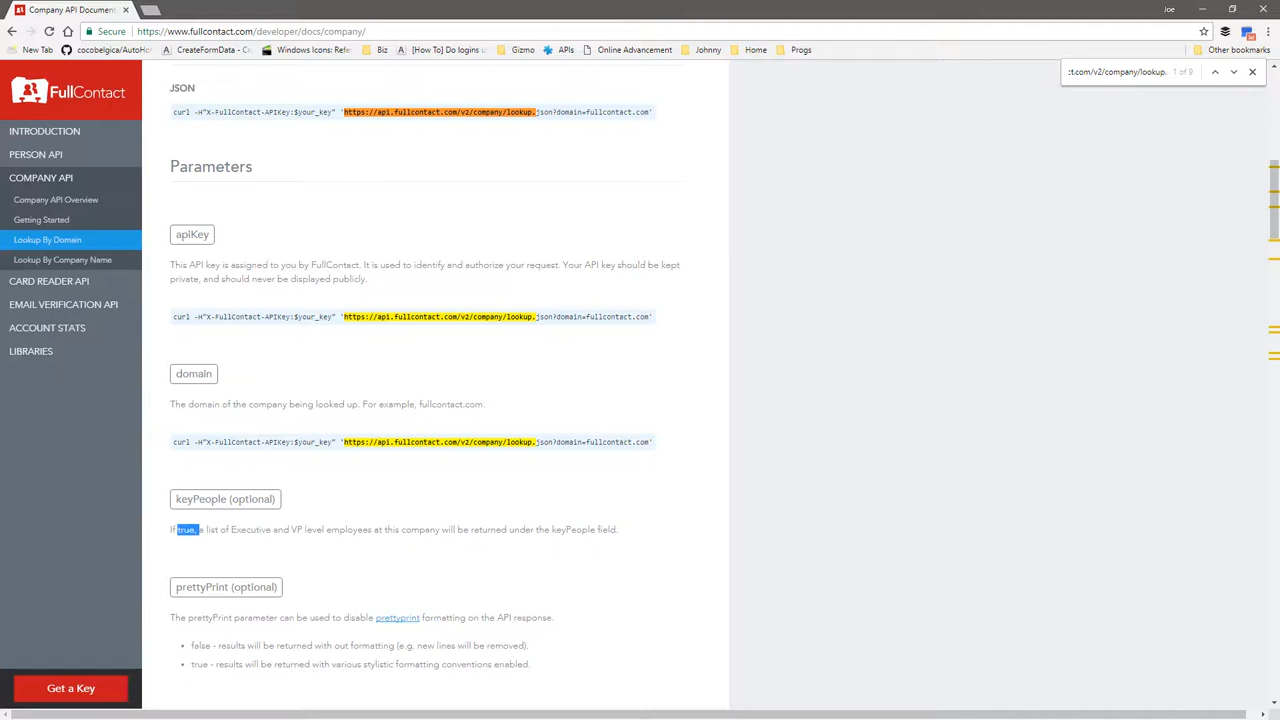 Company API Document
Joe
Secure
https://www.fullcontact.com/developer/docs/company/
New Tab
cocobelgica/AutoHo
CreateFormData - Exec
Windows Icons: Refer
Biz
[How To] Do logins u
Gizmo
APIs
Online Advancement
Johnny
Home
Progs
Other bookmarks
:t.com/v2/company/lookup.
1 of 9
FullContact
INTRODUCTION
PERSON API
COMPANY API
Company API Overview
Getting Started
Lookup By Domain
Lookup By Company Name
CARD READER API
EMAIL VERIFICATION API
ACCOUNT STATS
LIBRARIES
Get a Key
JSON
curl -H"X-FullContact-APIKey:$your_key" 'https://api.fullcontact.com/v2/company/lookup.json?domain=fullcontact.com'
Parameters
apiKey
This API key is assigned to you by FullContact. It is used to identify and authorize your request. Your API key should be kept
private, and should never be displayed publicly.
curl -H"X-FullContact-APIKey:$your_key" 'https://api.fullcontact.com/v2/company/lookup.json?domain=fullcontact.com'
domain
The domain of the company being looked up. For example, fullcontact.com.
curl -H"X-FullContact-APIKey:$your_key" 'https://api.fullcontact.com/v2/company/lookup.json?domain=fullcontact.com'
keyPeople (optional)
If true, a list of Executive and VP level employees at this company will be returned under the keyPeople field.
prettyPrint (optional)
The prettyPrint parameter can be used to disable prettyprint formatting on the API response.
• false - results will be returned with out formatting (e.g. new lines will be removed).
• true - results will be returned with various stylistic formatting conventions enabled.